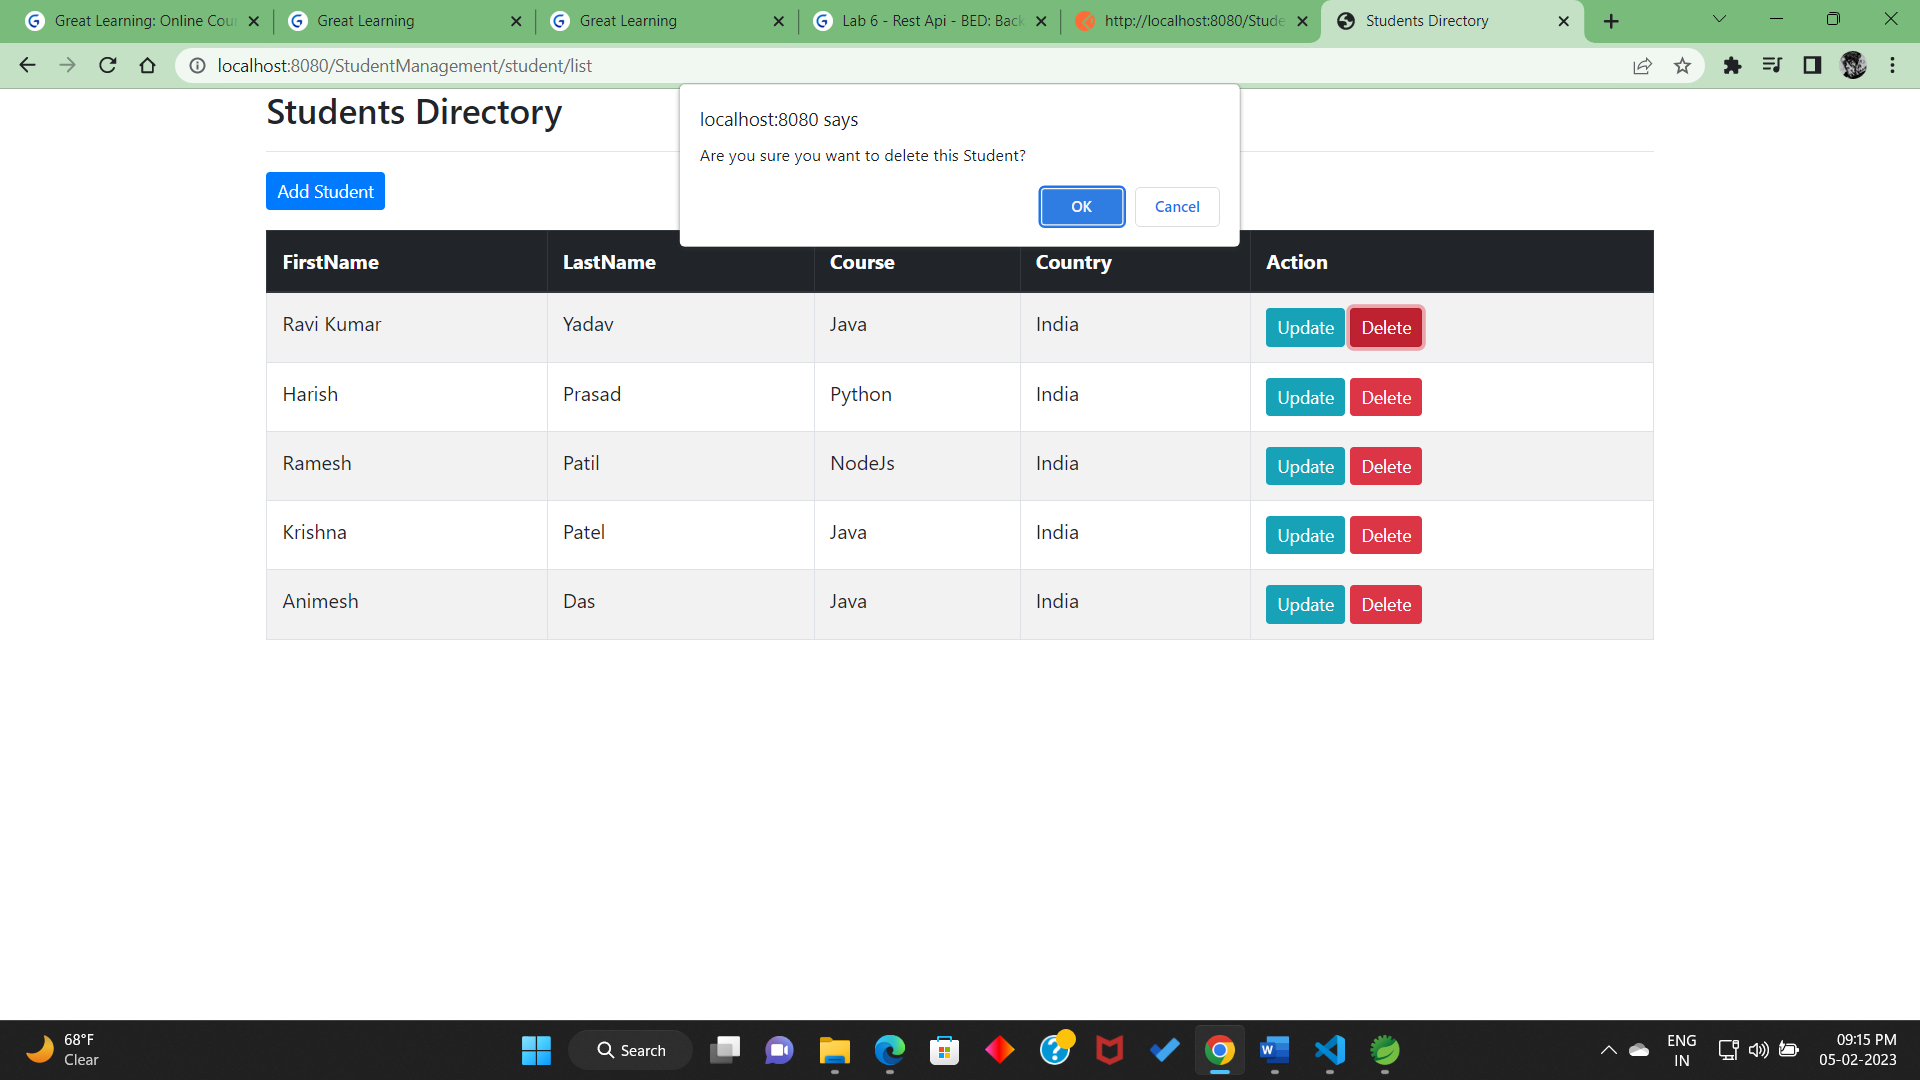 Great Learning: Online Cou
Great Learning
Great Learning
Lab 6 - Rest Api - BED: Back
http://localhost:8080/Stude
Students Directory
localhost:8080/StudentManagement/student/list
Students Directory
localhost:8080 says
Are you sure you want to delete this Student?
OK Cancel
Add Student
FirstName LastName Course Country Action
Ravi Kumar Yadav Java India Update Delete
Harish Prasad Python India Update Delete
Ramesh Patil NodeJs India Update Delete
Krishna Patel Java India Update Delete
Animesh Das Java India Update Delete
68°F
Clear
Search
ENG
IN
09:15 PM
05-02-2023